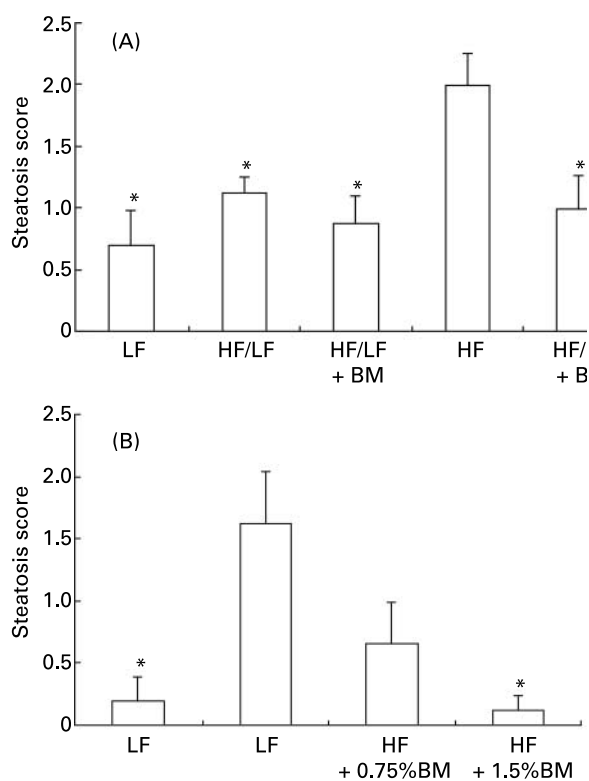 (A)
Steatosis score
2.5
2.0
1.5
1.0
0.5
0
*
*
*
*
LF HF/LF HF/LF HF HF/
+ BM + B
(B)
Steatosis score
2.5
2.0
1.5
1.0
0.5
0
*
*
LF LF HF HF
+ 0.75%BM + 1.5%BM